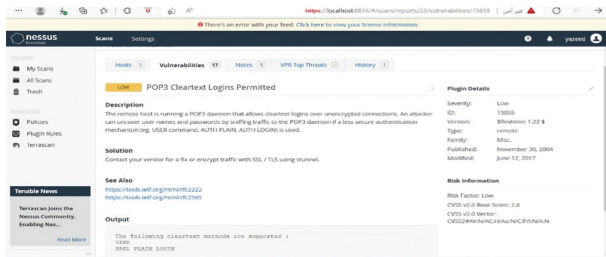 https://localhost:8834/#/scans/reports/23/vulnerabilities/15855
غير آمن
There's an error with your feed. Click here to view your license information.
nessus
Essentials
Scans
Settings
yazeed
My Scans
All Scans
Trash
Policies
Plugin Rules
Terrascan
Hosts 1
Vulnerabilities 17
Notes 1
VPR Top Threats
History 1
LOW
POP3 Cleartext Logins Permitted
Description
The remote host is running a POP3 daemon that allows cleartext logins over unencrypted connections. An attacker
can uncover user names and passwords by sniffing traffic to the POP3 daemon if a less secure authentication
mechanism (eg, USER command, AUTH PLAIN, AUTH LOGIN) is used.
Solution
Contact your vendor for a fix or encrypt traffic with SSL / TLS using stunnel.
See Also
https://tools.ietf.org/html/rfc2222
https://tools.ietf.org/html/rfc2595
Output
The following cleartext methods are supported :
USER
SASL PLAIN LOGIN
Plugin Details
Severity: Low
ID: 15855
Version: $Revision: 1.22 $
Type: remote
Family: Misc.
Published: November 30, 2004
Modified: June 12, 2017
Risk Information
Risk Factor: Low
CVSS v2.0 Base Score: 2.6
CVSS v2.0 Vector:
CVSS2#AV:N/AC:H/Au:N/C:P/I:N/A:N
Tenable News
Terrascan Joins the
Nessus Community,
Enabling Nes...
Read More